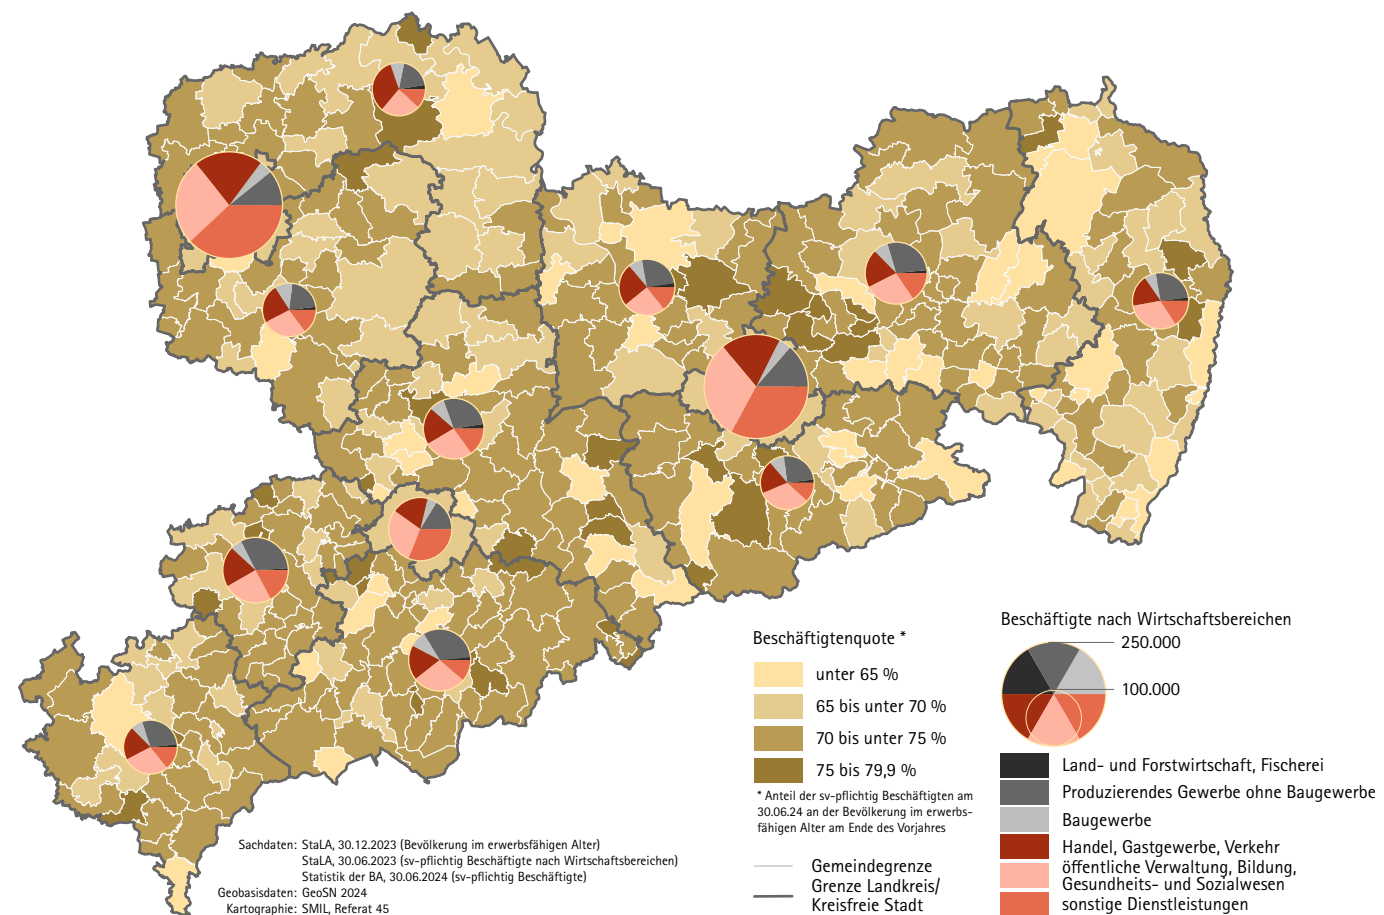 Beschäftigtenquote *
unter 65 %
65 bis unter 70 %
70 bis unter 75 %
75 bis 79,9 %
* Anteil der sv-pflichtig Beschäftigten am
30.06.24 an der Bevölkerung im erwerbs-
fähigen Alter am Ende des Vorjahres
Gemeindegrenze
Grenze Landkreis/
Kreisfreie Stadt
Beschäftigte nach Wirtschaftsbereichen
250.000
100.000
Land- und Forstwirtschaft, Fischerei
Produzierendes Gewerbe ohne Baugewerbe
Baugewerbe
Handel, Gastgewerbe, Verkehr
öffentliche Verwaltung, Bildung,
Gesundheits- und Sozialwesen
sonstige Dienstleistungen
Sachdaten: StaLA, 30.12.2023 (Bevölkerung im erwerbsfähigen Alter)
StaLA, 30.06.2023 (sv-pflichtig Beschäftigte nach Wirtschaftsbereichen)
Statistik der BA, 30.06.2024 (sv-pflichtig Beschäftigte)
Geobasisdaten: GeoSN 2024
Kartographie: SMIL, Referat 45